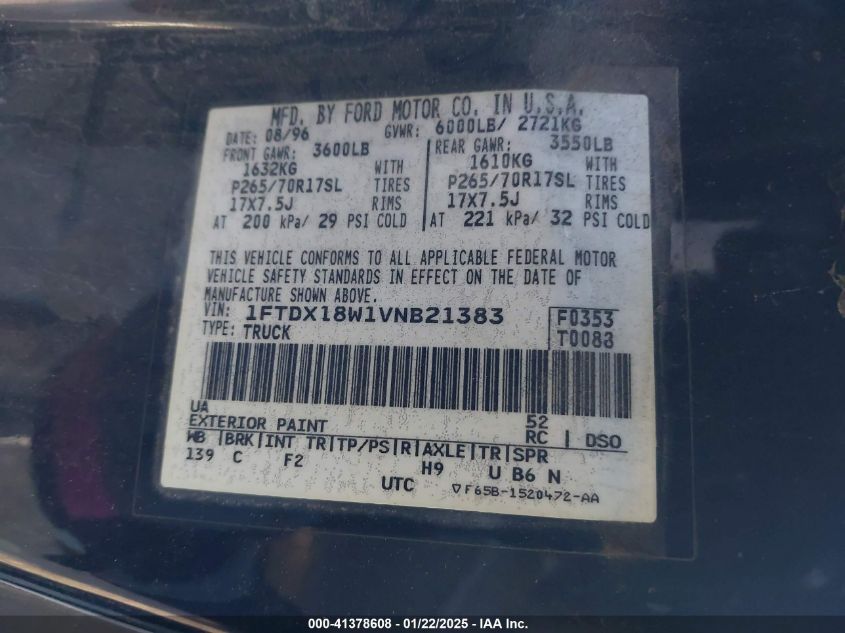 MFD. BY FORD MOTOR CO. IN U.S.A.
DATE: 08/96 GVWR: 6000LB/ 2721KG
FRONT GAWR: 3600LB REAR GAWR: 3550LB
1632KG WITH 1610KG WITH
P265/70R17SL TIRES P265/70R17SL TIRES
17X7.5J RIMS 17X7.5J RIMS
AT 200 kPa/ 29 PSI COLD AT 221 kPa/ 32 PSI COLD
THIS VEHICLE CONFORMS TO ALL APPLICABLE FEDERAL MOTOR
VEHICLE SAFETY STANDARDS IN EFFECT ON THE DATE OF
MANUFACTURE SHOWN ABOVE.
VIN: 1FTDX18W1VNB21383 F0353
TYPE: TRUCK T0083
UA
EXTERIOR PAINT 52 RC | DSO
WB |BRK|INT TR|TP/PS|R|AXLE|TR|SPR
139 C F2 H9 U B6 N
UTC ▽F65B-1520472-AA
000-41378608 - 01/22/2025 - IAA Inc.